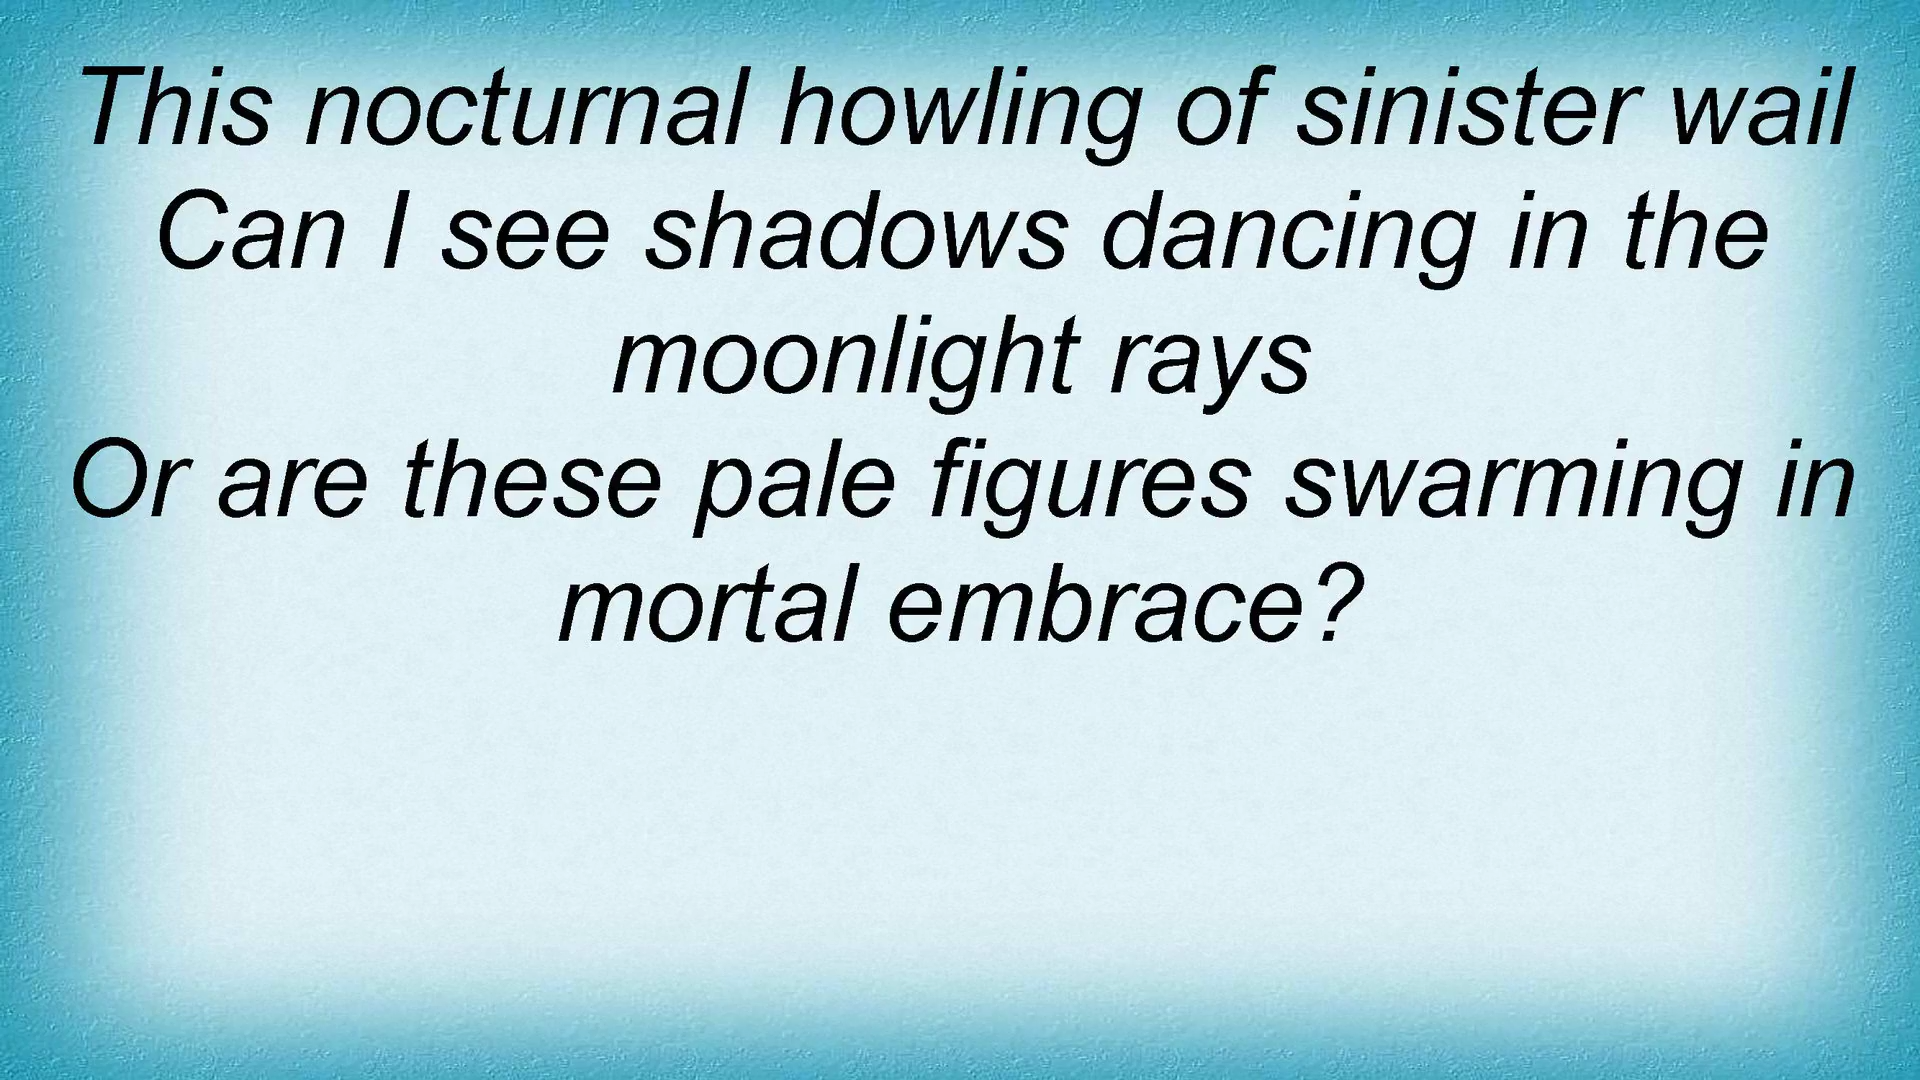 This nocturnal howling of sinister wail
Can I see shadows dancing in the
moonlight rays
Or are these pale figures swarming in
mortal embrace?